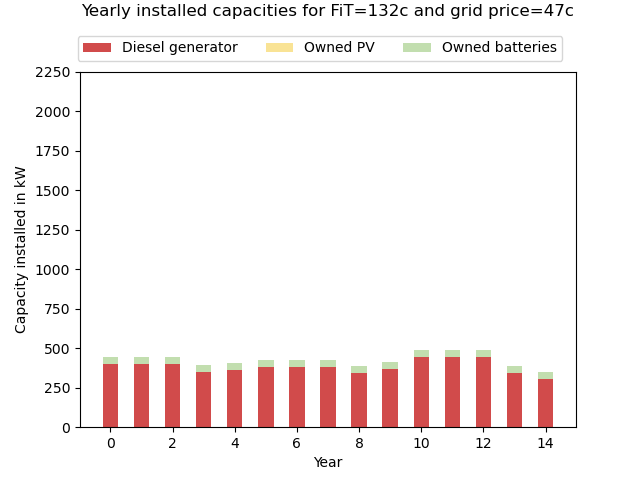 Yearly installed capacities for FiT=132c and grid price=47c
Diesel generator
Owned PV
Owned batteries
2250
2000
1750
1500
1250
1000
750
500
250
0
Capacity installed in kW
0 2 4 6 8 10 12 14
Year